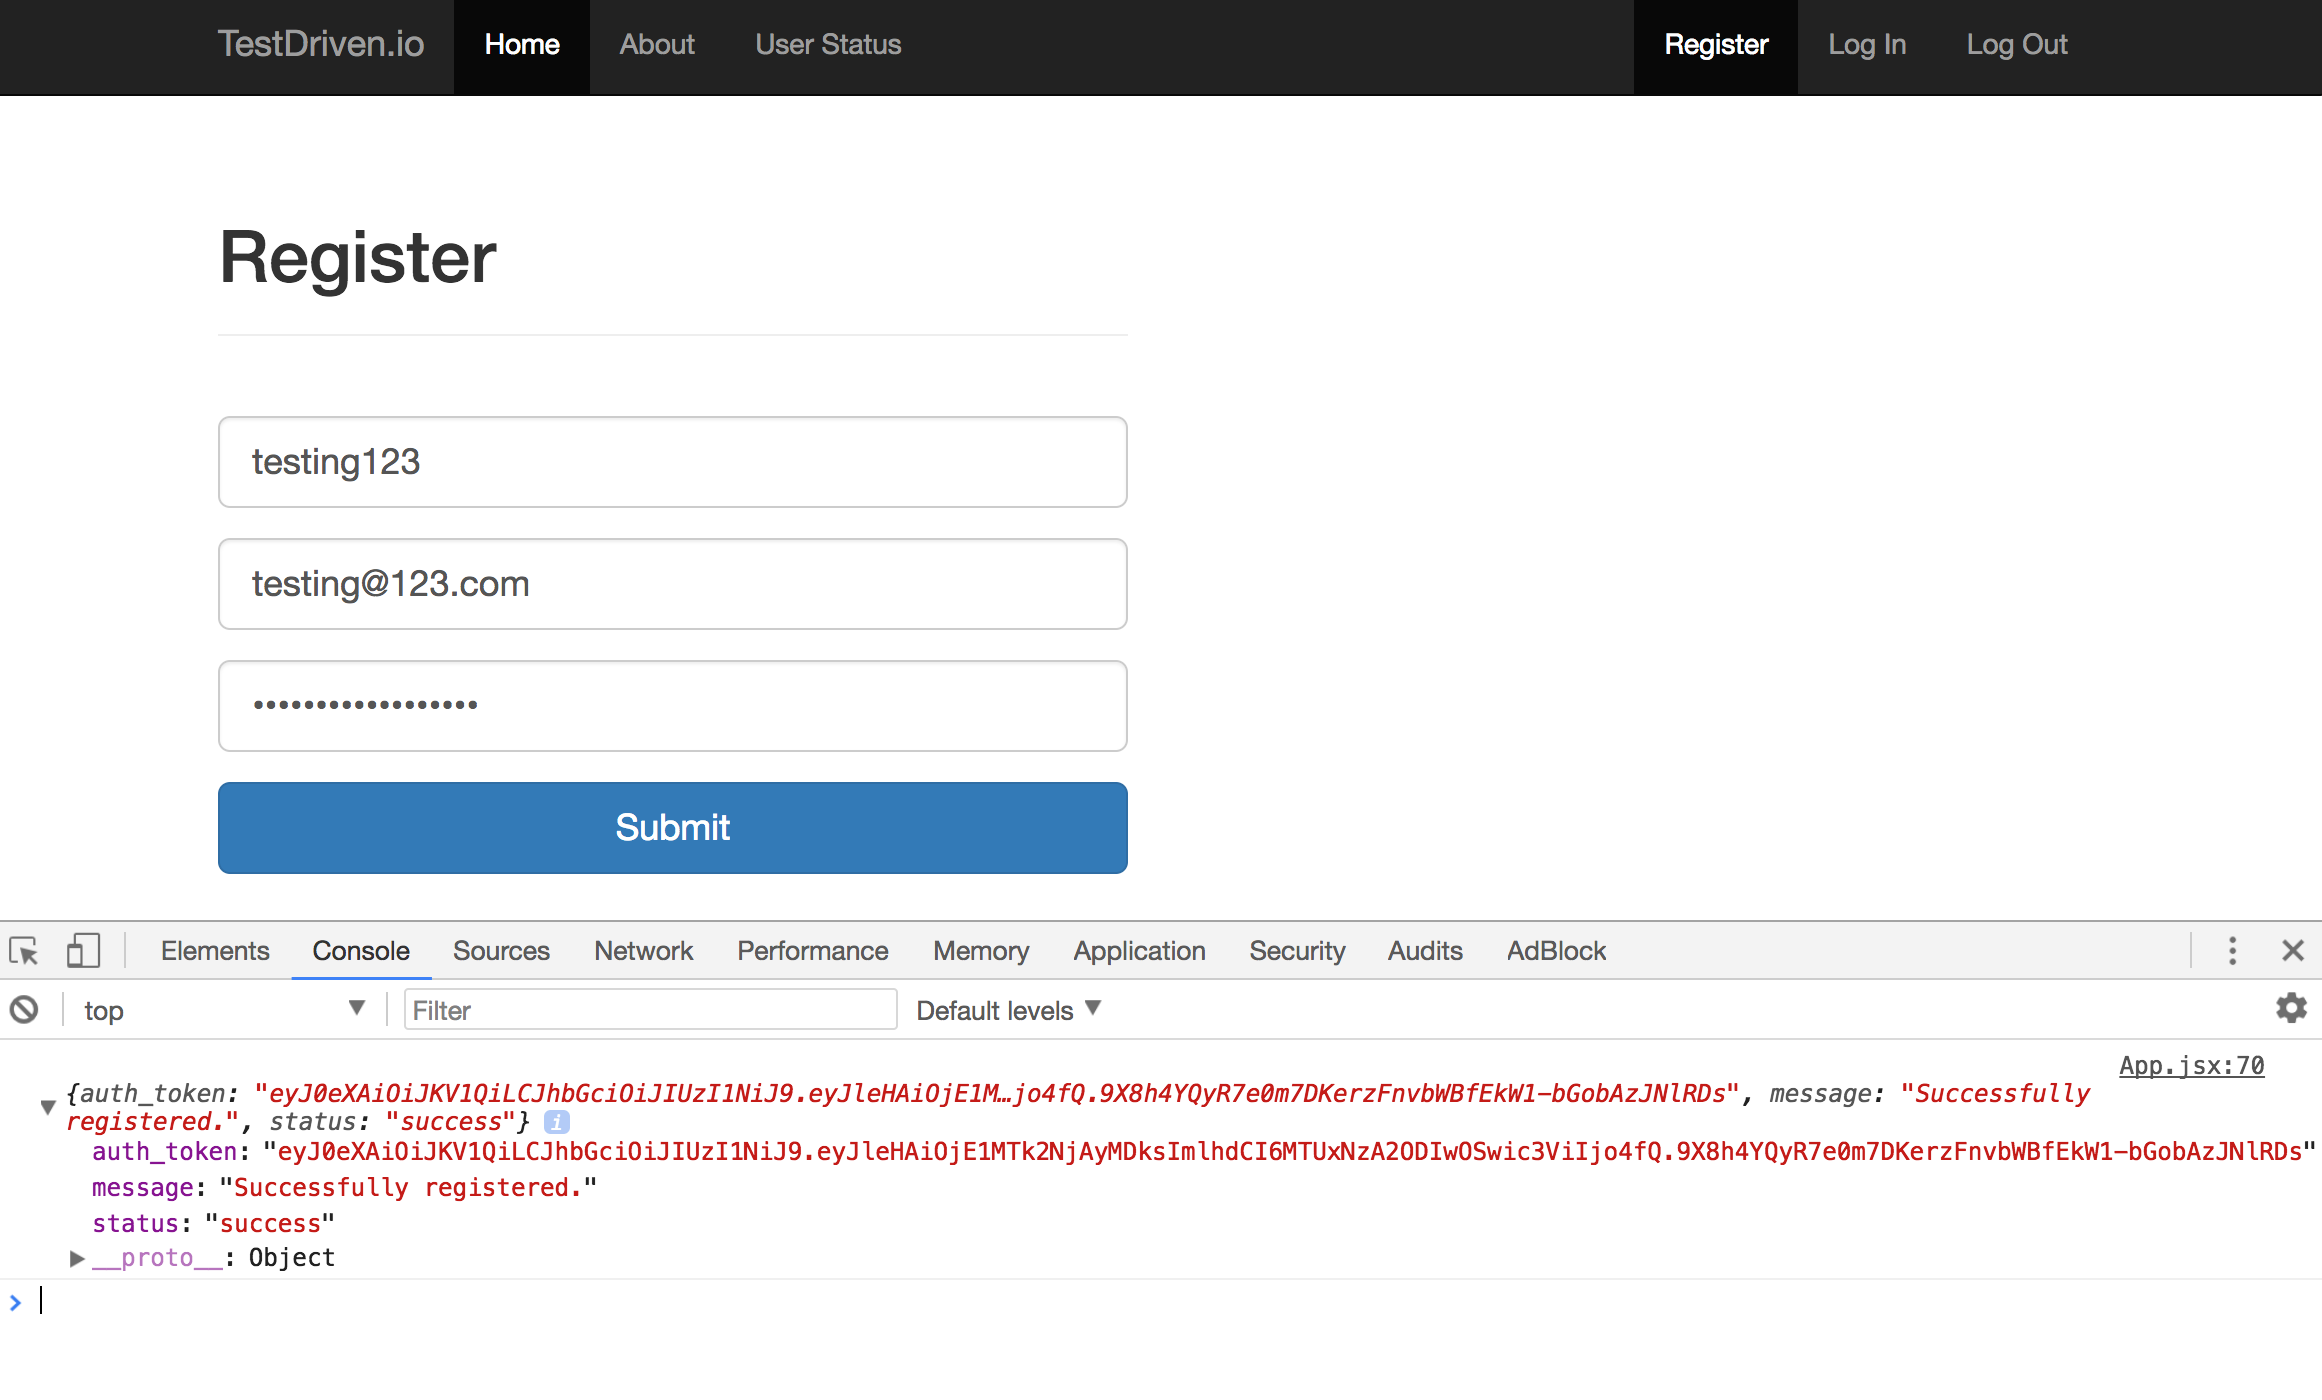 TestDriven.io Home About User Status Register Log In Log Out
Register
testing123
testing@123.com
••••••••••••••••••
Submit
Elements Console Sources Network Performance Memory Application Security Audits AdBlock
top Filter Default levels
App.jsx:70
{auth_token: "eyJ0eXAiOiJKV1QiLCJhbGciOiJIUzI1NiJ9.eyJleHAiOjE1M…jo4fQ.9X8h4YQyR7e0m7DKerzFnvbWBfEkW1-bGobAzJNlRDs", message: "Successfully
registered.", status: "success"} i
auth_token: "eyJ0eXAiOiJKV1QiLCJhbGciOiJIUzI1NiJ9.eyJleHAiOjE1MTk2NjAyMDksImlhdCI6MTUxNzA2ODIwOSwic3ViIjo4fQ.9X8h4YQyR7e0m7DKerzFnvbWBfEkW1-bGobAzJNlRDs"
message: "Successfully registered."
status: "success"
__proto__: Object